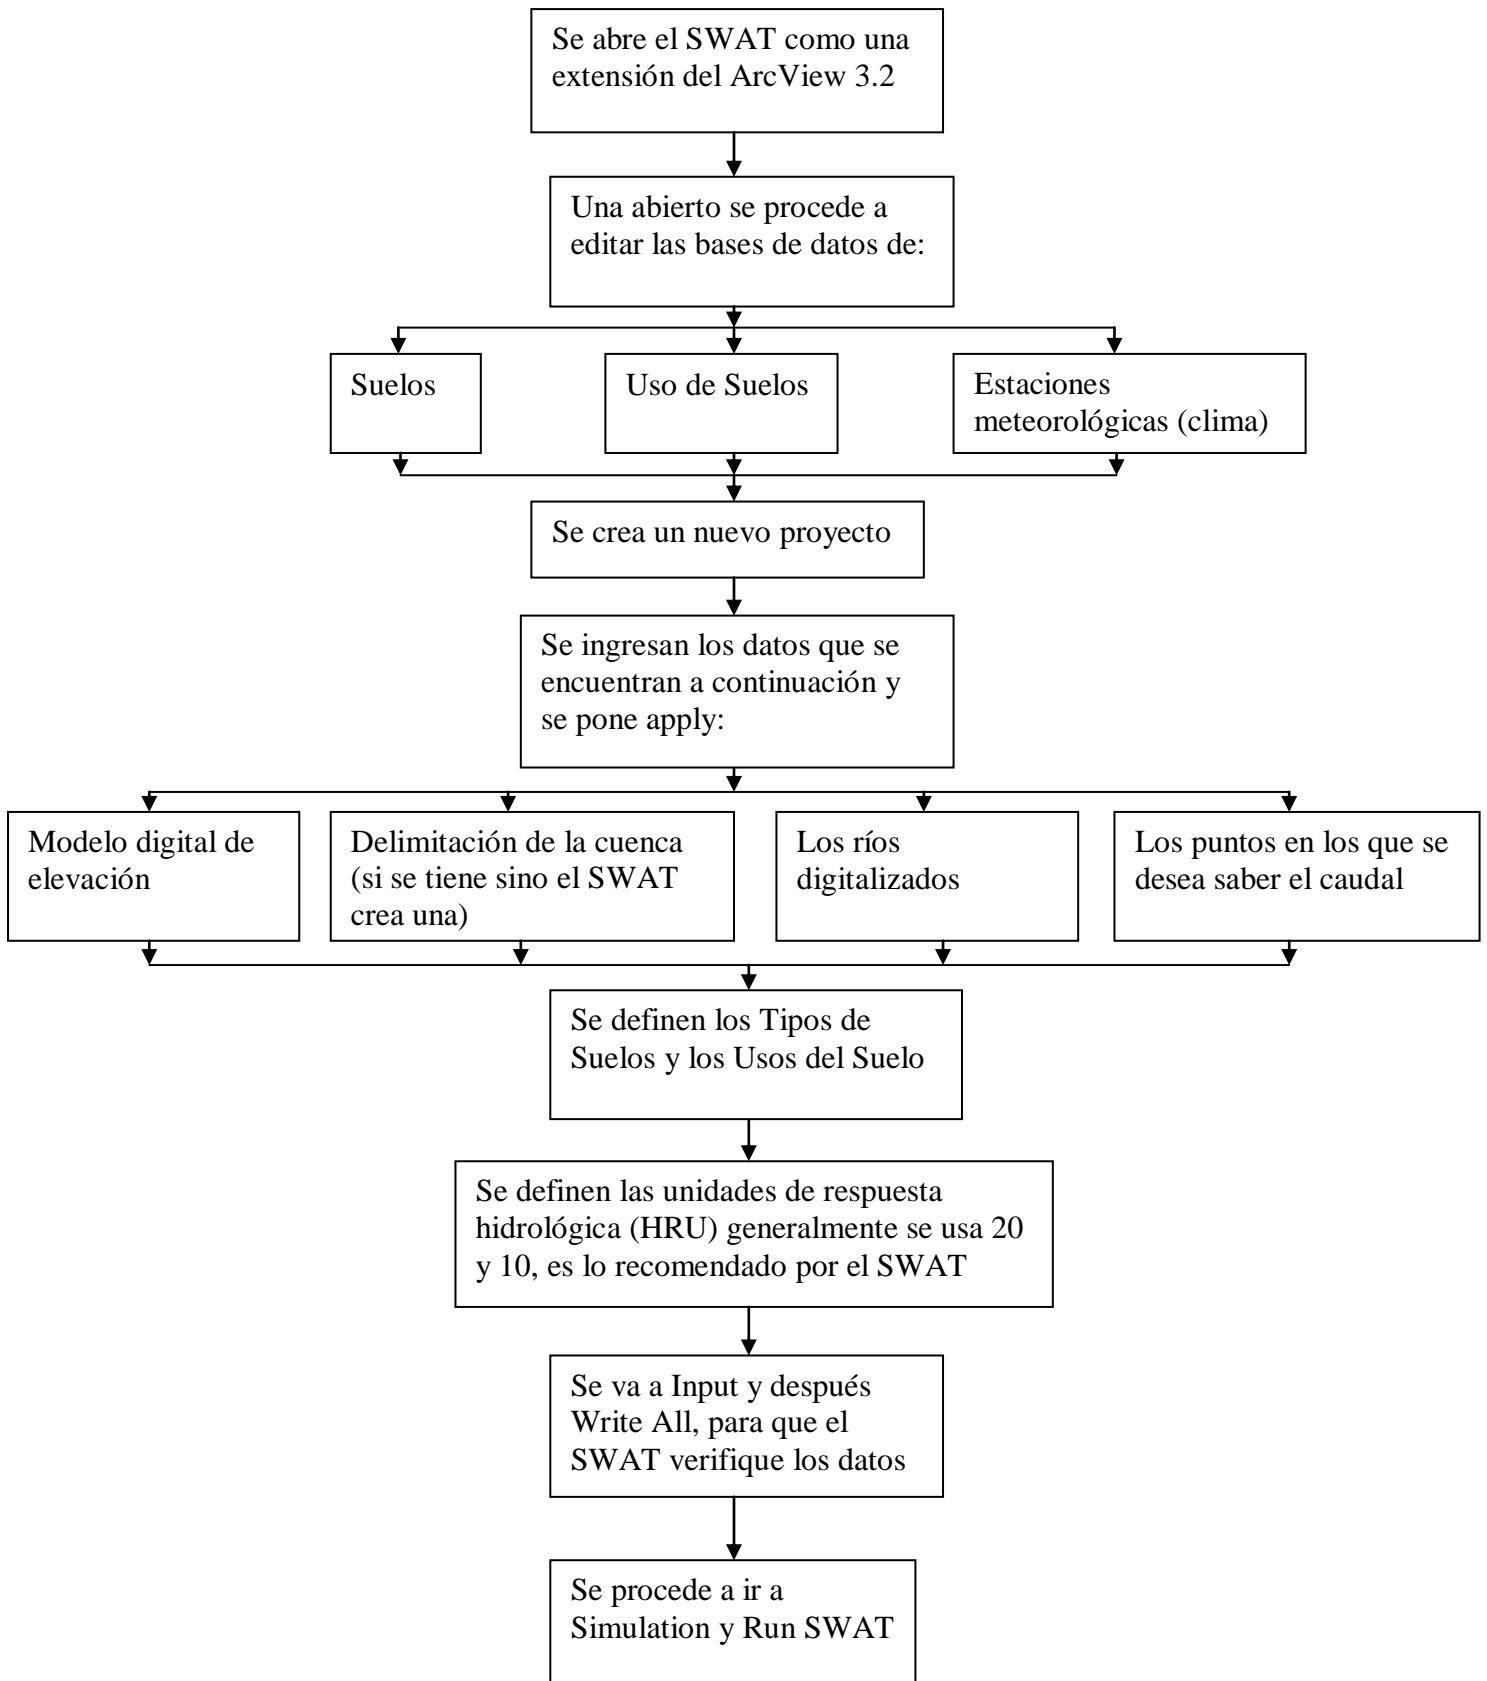 Se abre el SWAT como una
extensión del ArcView 3.2
Una abierto se procede a
editar las bases de datos de:
Suelos
Uso de Suelos
Estaciones
meteorológicas (clima)
Se crea un nuevo proyecto
Se ingresan los datos que se
encuentran a continuación y
se pone apply:
Modelo digital de
elevación
Delimitación de la cuenca
(si se tiene sino el SWAT
crea una)
Los ríos
digitalizados
Los puntos en los que se
desea saber el caudal
Se definen los Tipos de
Suelos y los Usos del Suelo
Se definen las unidades de respuesta
hidrológica (HRU) generalmente se usa 20
y 10, es lo recomendado por el SWAT
Se va a Input y después
Write All, para que el
SWAT verifique los datos
Se procede a ir a
Simulation y Run SWAT